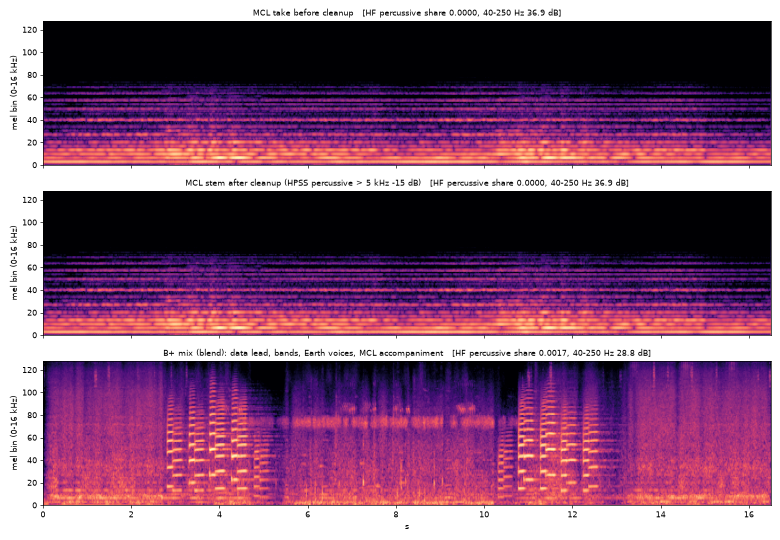 MCL take before cleanup [HF percussive share 0.0000, 40-250 Hz 36.9 dB]
mel bin (0-16 kHz)
120
100
80
60
40
20
0
MCL stem after cleanup (HPSS percussive > 5 kHz -15 dB) [HF percussive share 0.0000, 40-250 Hz 36.9 dB]
mel bin (0-16 kHz)
120
100
80
60
40
20
0
B+ mix (blend): data lead, bands, Earth voices, MCL accompaniment [HF percussive share 0.0017, 40-250 Hz 28.8 dB]
mel bin (0-16 kHz)
120
100
80
60
40
20
0
0 2 4 6 8 10 12 14 16
s